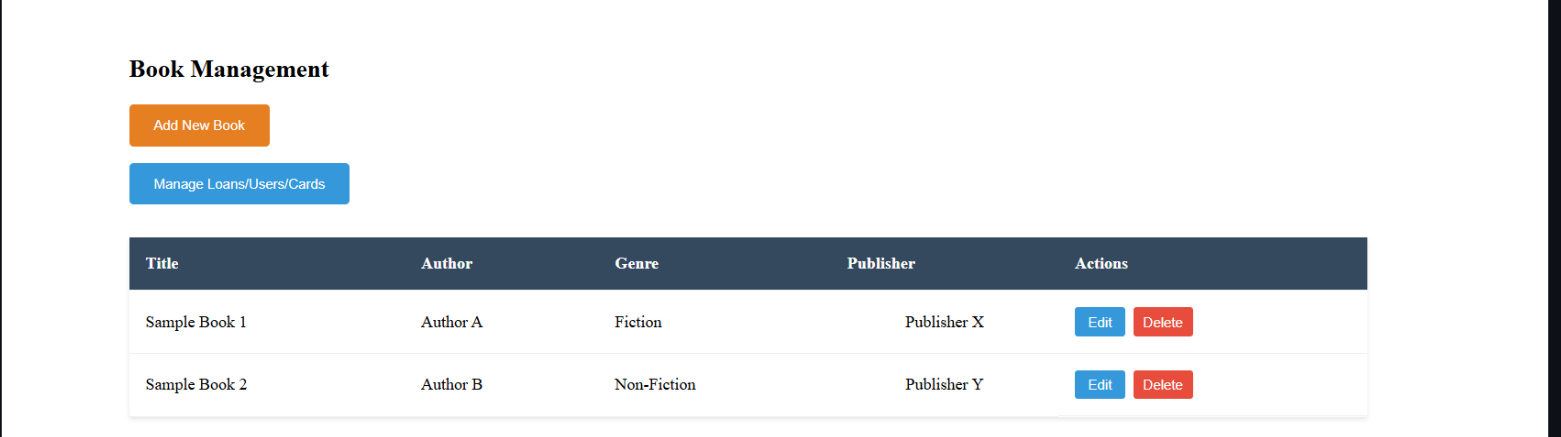 Book Management
Add New Book
Manage Loans/Users/Cards
Title Author Genre Publisher Actions
Sample Book 1 Author A Fiction Publisher X Edit Delete
Sample Book 2 Author B Non-Fiction Publisher Y Edit Delete